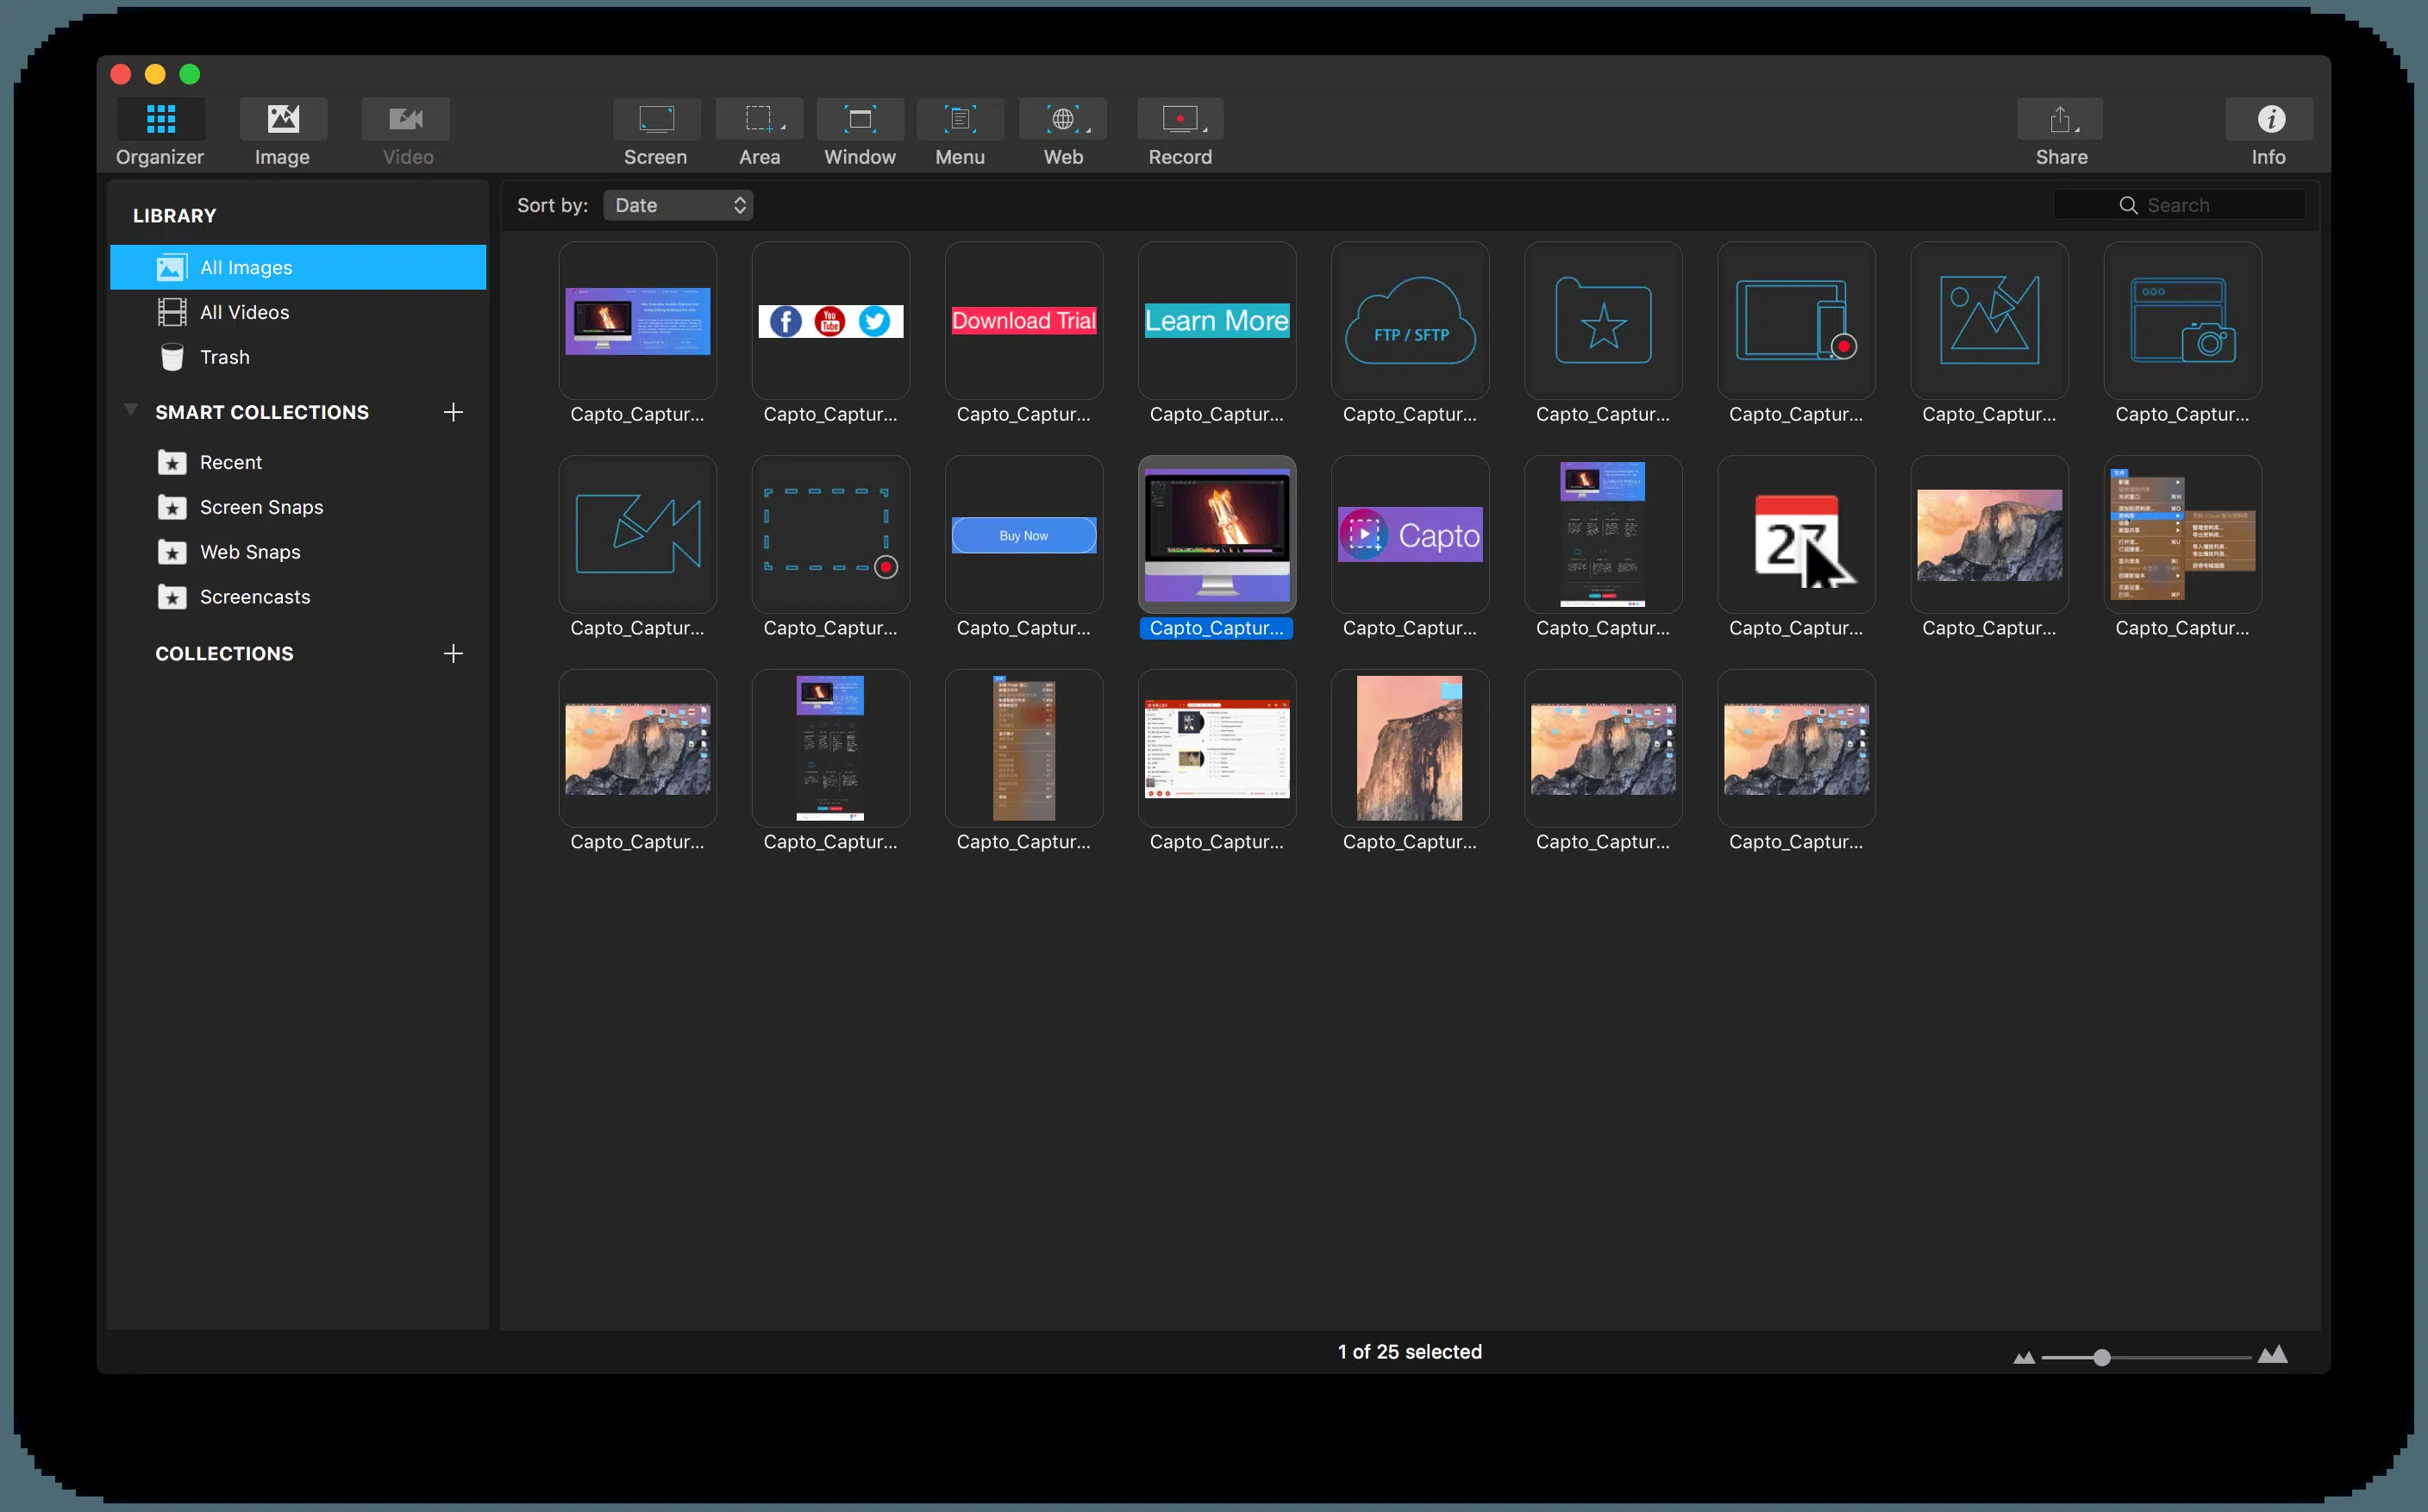 Organizer Image Video Screen Area Window Menu Web Record Share Info
LIBRARY
All Images
All Videos
Trash
SMART COLLECTIONS
Recent
Screen Snaps
Web Snaps
Screencasts
COLLECTIONS
Sort by: Date Search
Download Trial Learn More FTP / SFTP
You
Tube
Capto_Captur... Capto_Captur... Capto_Captur... Capto_Captur... Capto_Captur... Capto_Captur... Capto_Captur... Capto_Captur... Capto_Captur...
Buy Now Capto 27
Capto_Captur... Capto_Captur... Capto_Captur... Capto_Captur... Capto_Captur... Capto_Captur... Capto_Captur... Capto_Captur... Capto_Captur...
Capto_Captur... Capto_Captur... Capto_Captur... Capto_Captur... Capto_Captur... Capto_Captur... Capto_Captur...
1 of 25 selected